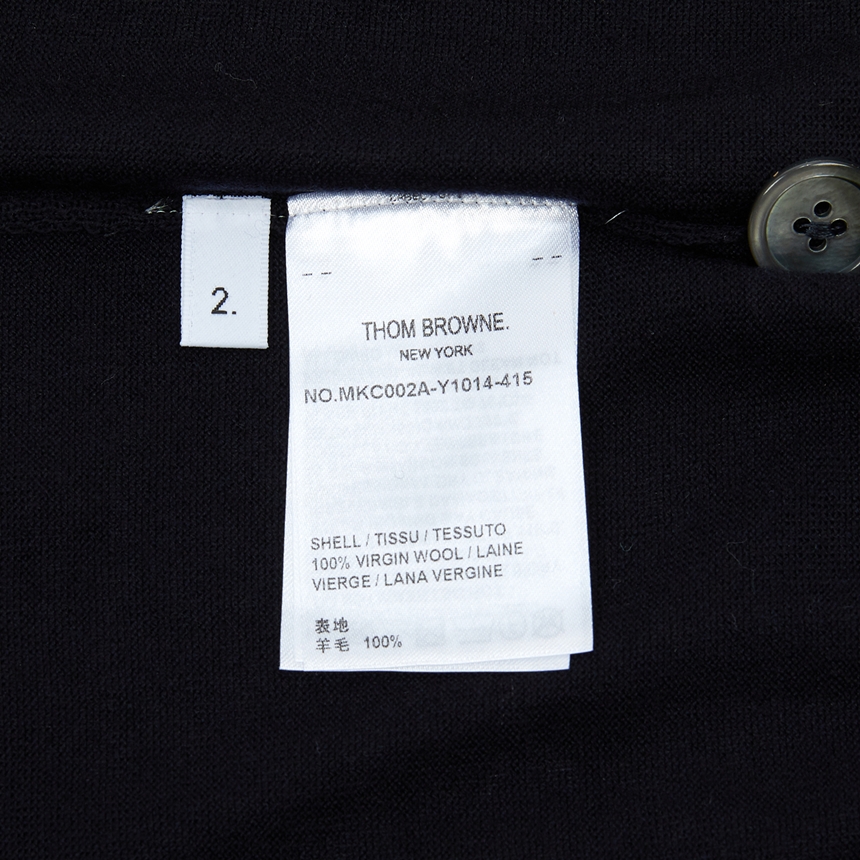 2.
THOM BROWNE.
NEW YORK
NO.MKC002A-Y1014-415
SHELL / TISSU / TESSUTO
100% VIRGIN WOOL / LAINE
VIERGE / LANA VERGINE
表地
羊毛 100%